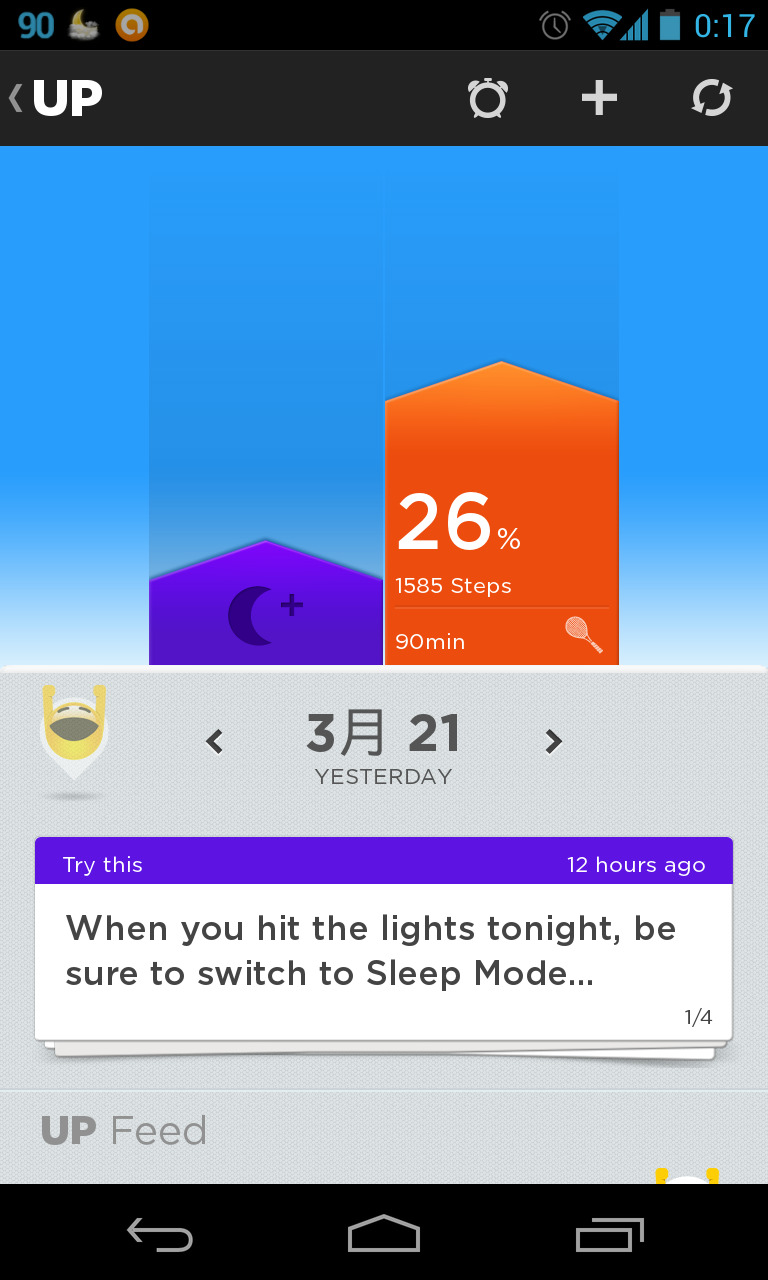 90
0:17
UP
26%
1585 Steps
90min
3月 21
YESTERDAY
Try this
12 hours ago
When you hit the lights tonight, be
sure to switch to Sleep Mode...
1/4
UP Feed